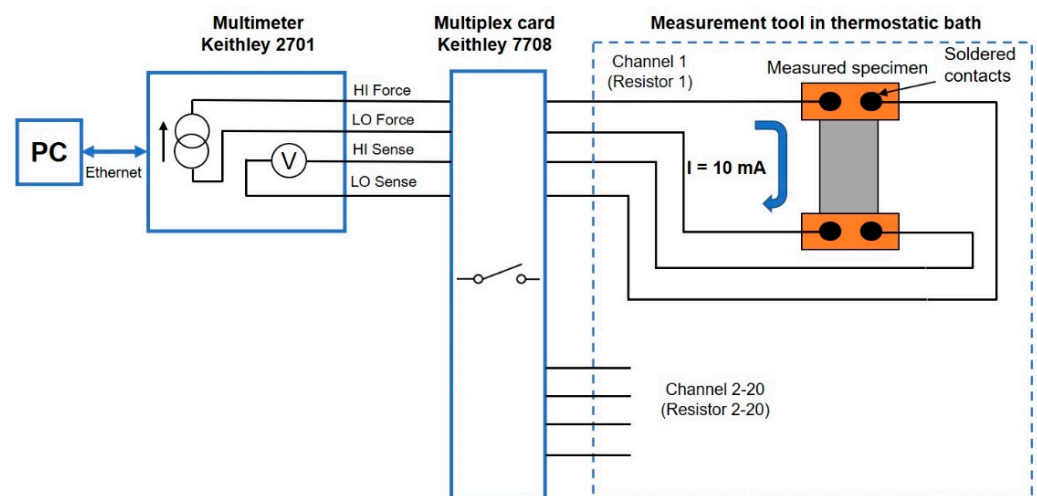 Multimeter
Keithley 2701
Multiplex card
Keithley 7708
Measurement tool in thermostatic bath
Channel 1
(Resistor 1)
Measured specimen
Soldered
contacts
HI Force
LO Force
HI Sense
LO Sense
PC
Ethernet
V
I = 10 mA
Channel 2-20
(Resistor 2-20)